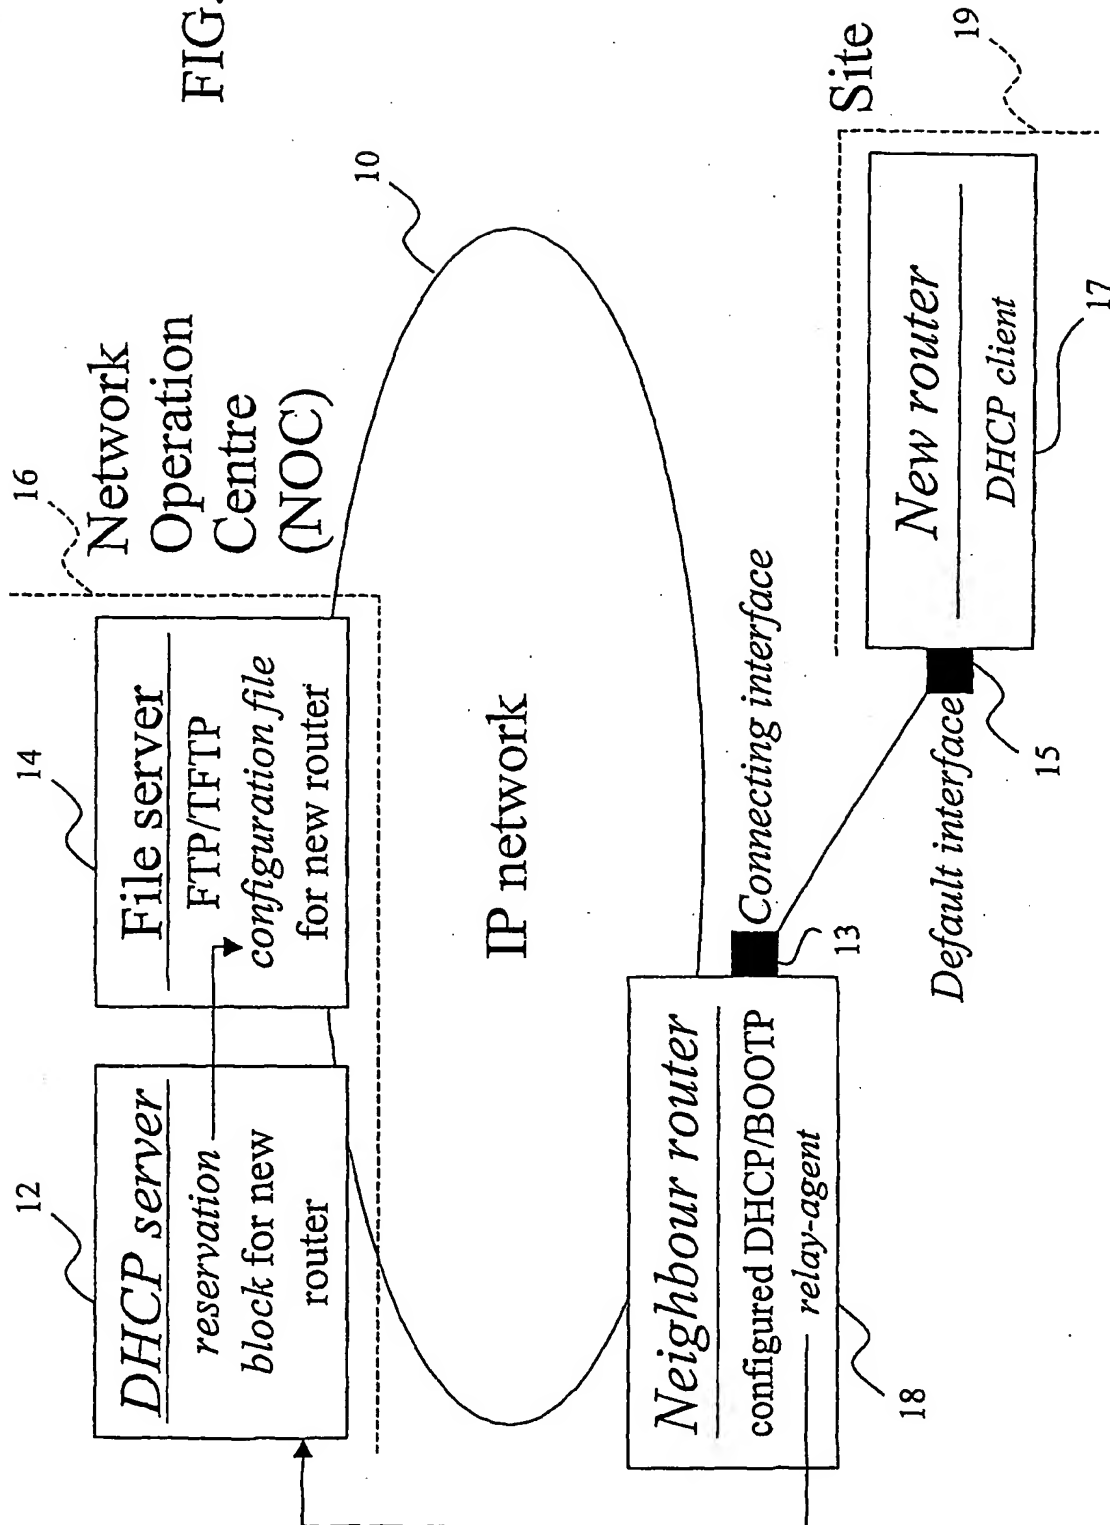 FIG.
16
Network
Operation
Centre
(NOC)
12
DHCP server
reservation
block for new
router
14
File server
FTP/TFTP
configuration file
for new router
10
IP network
Neighbour router
configured DHCP/BOOTP
relay-agent
18
13
Connecting interface
Default interface
15
Site
19
New router
DHCP client
17